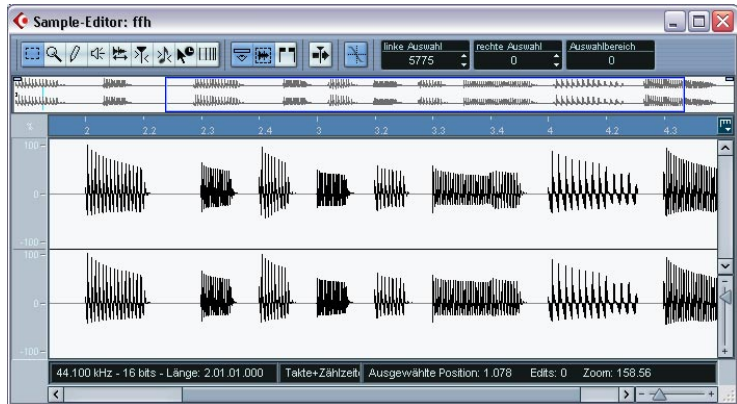 Sample-Editor: ffh
linke Auswahl rechte Auswahl Auswahlbereich
5775 0 0
1
2 2.2 2.3 2.4 3 3.2 3.3 3.4 4 4.2 4.3
100
0
-100
100
0
-100
44.100 kHz - 16 bits - Länge: 2.01.01.000 Takte+Zählzeite Ausgewählte Position: 1.078 Edits: 0 Zoom: 158.56